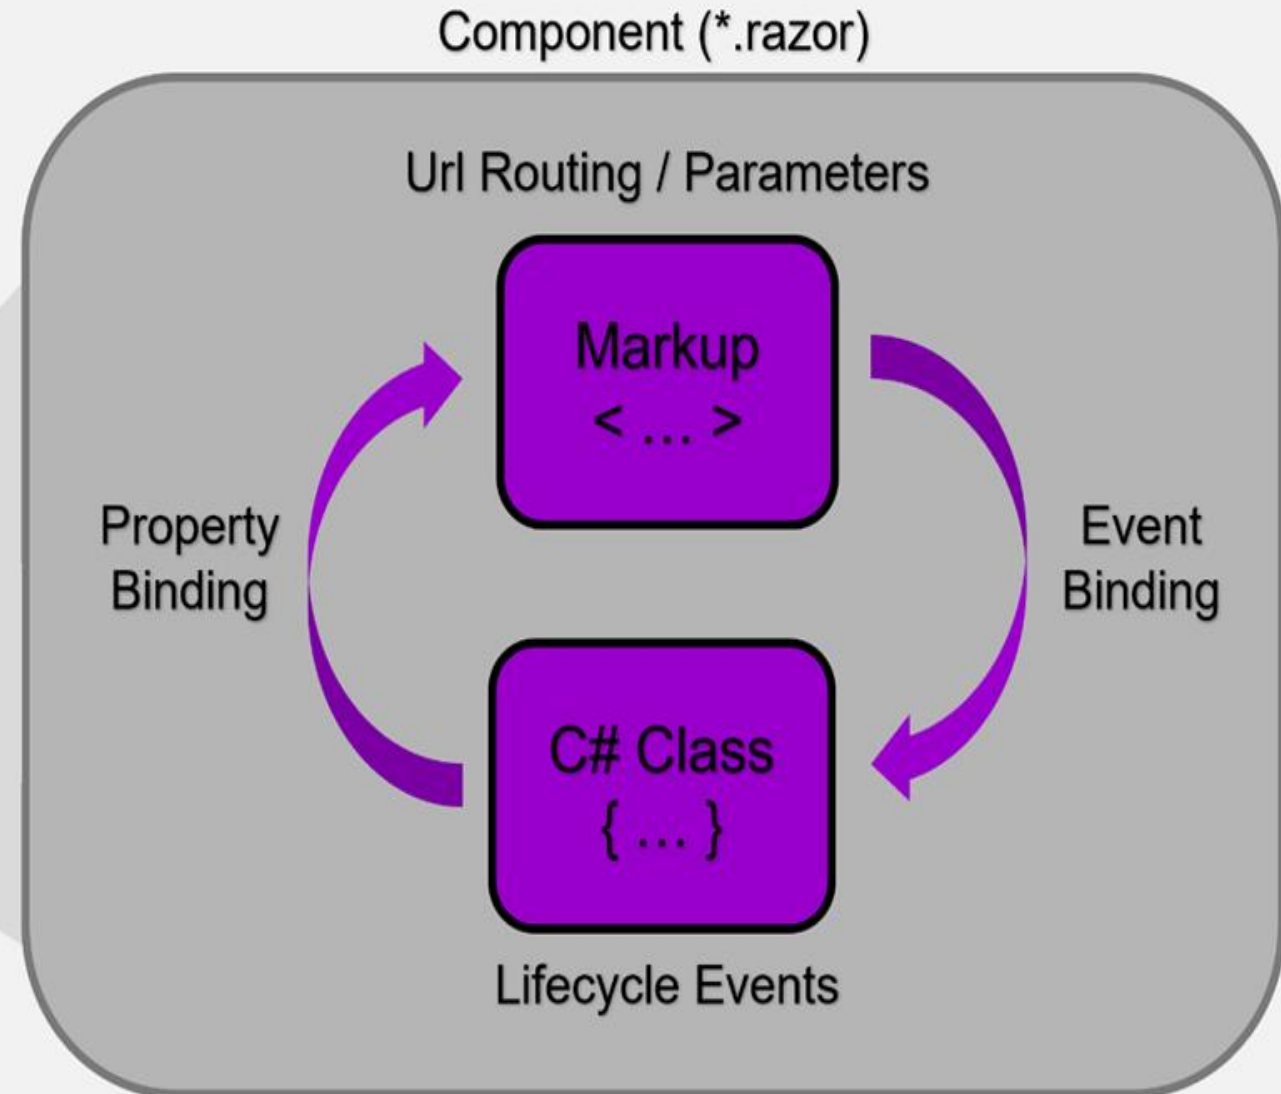 Component (*.razor)
Url Routing / Parameters
Markup
< ... >
Property
Binding
Event
Binding
C# Class
{ ... }
Lifecycle Events